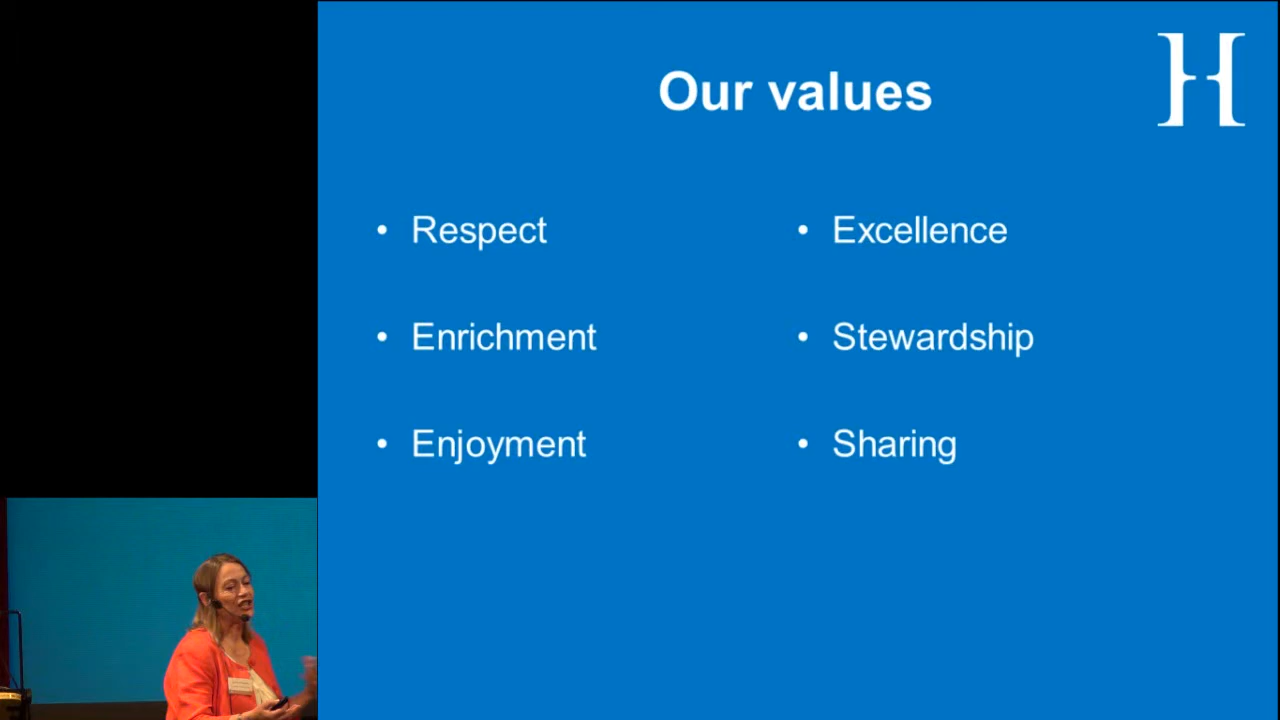 Our values
• Respect
• Enrichment
• Enjoyment
• Excellence
• Stewardship
• Sharing